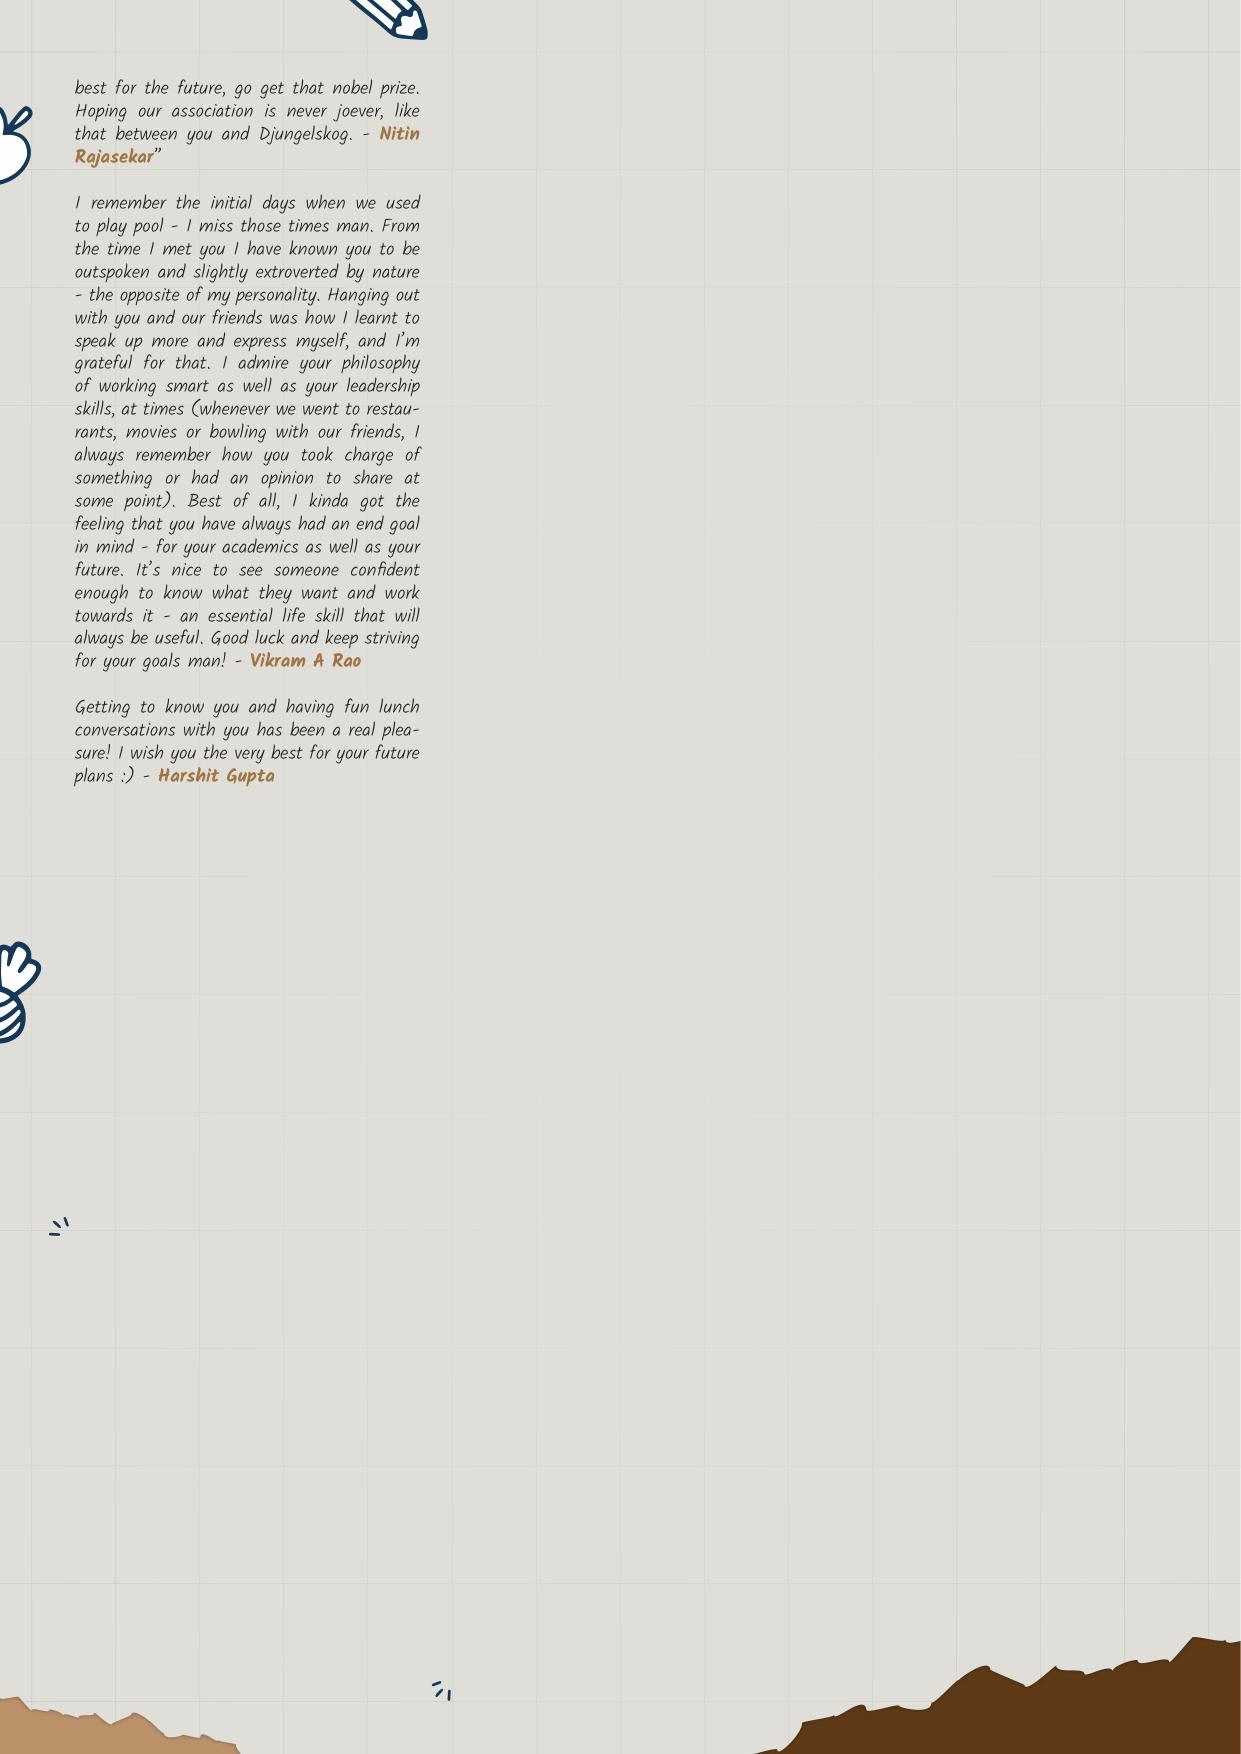 best for the future, go get that nobel prize.
Hoping our association is never joever, like
that between you and Djungelskog. - Nitin
Rajasekar”
I remember the initial days when we used
to play pool - I miss those times man. From
the time I met you I have known you to be
outspoken and slightly extroverted by nature
- the opposite of my personality. Hanging out
with you and our friends was how I learnt to
speak up more and express myself, and I’m
grateful for that. I admire your philosophy
of working smart as well as your leadership
skills, at times (whenever we went to restau-
rants, movies or bowling with our friends, I
always remember how you took charge of
something or had an opinion to share at
some point). Best of all, I kinda got the
feeling that you have always had an end goal
in mind - for your academics as well as your
future. It’s nice to see someone confident
enough to know what they want and work
towards it - an essential life skill that will
always be useful. Good luck and keep striving
for your goals man! - Vikram A Rao
Getting to know you and having fun lunch
conversations with you has been a real plea-
sure! I wish you the very best for your future
plans :) - Harshit Gupta